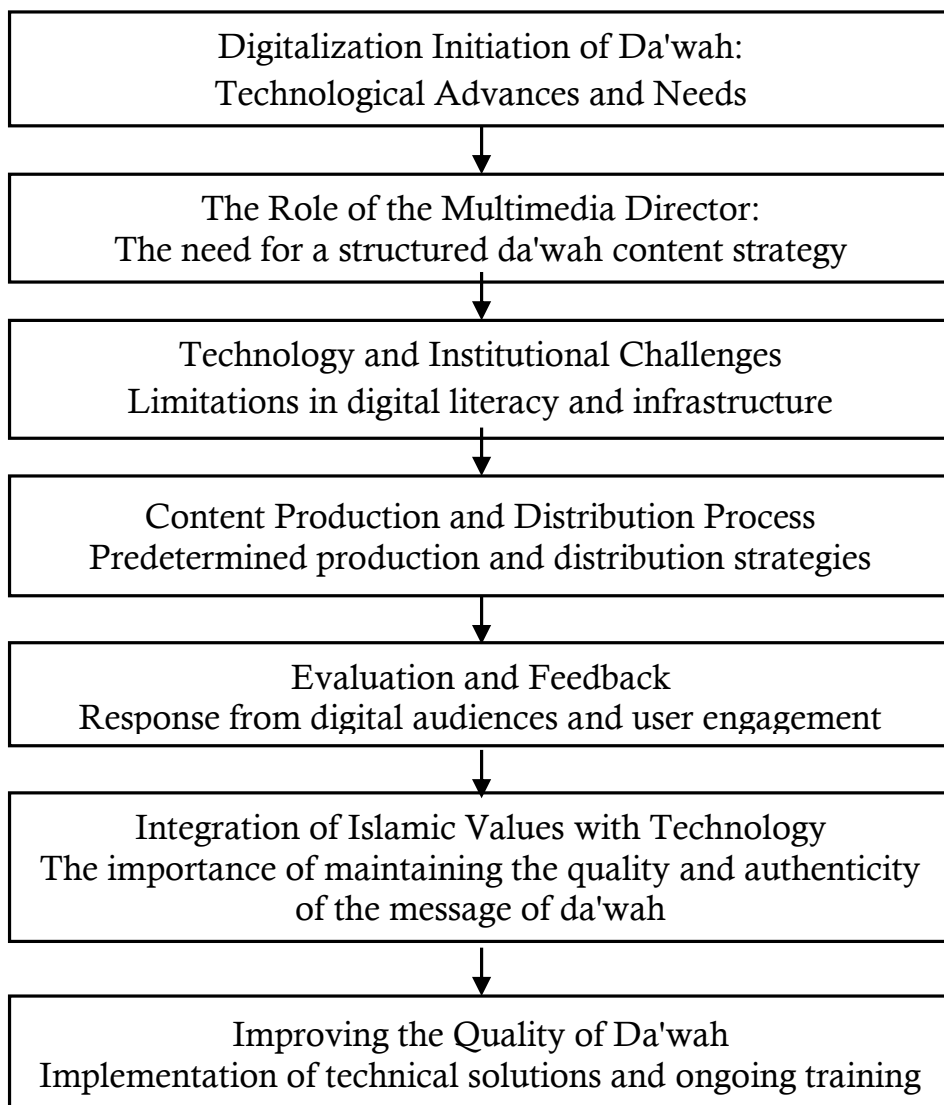 Digitalization Initiation of Da'wah:
Technological Advances and Needs
The Role of the Multimedia Director:
The need for a structured da'wah content strategy
Technology and Institutional Challenges
Limitations in digital literacy and infrastructure
Content Production and Distribution Process
Predetermined production and distribution strategies
Evaluation and Feedback
Response from digital audiences and user engagement
Integration of Islamic Values with Technology
The importance of maintaining the quality and authenticity
of the message of da'wah
Improving the Quality of Da'wah
Implementation of technical solutions and ongoing training